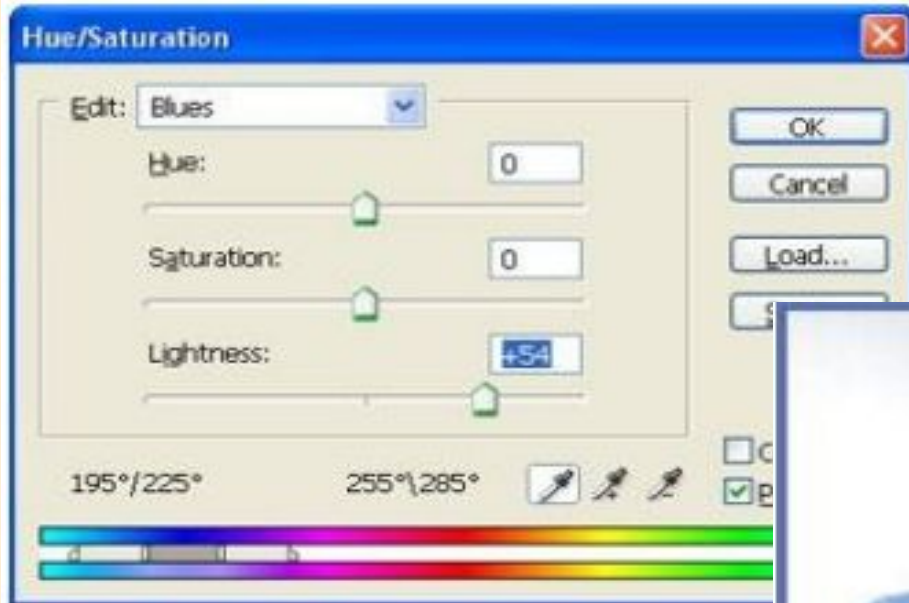 Hue/Saturation
Edit: Blues
OK
Hue: 0
Cancel
Saturation: 0
Load...
Lightness: +54
195°/225° 255°\285°